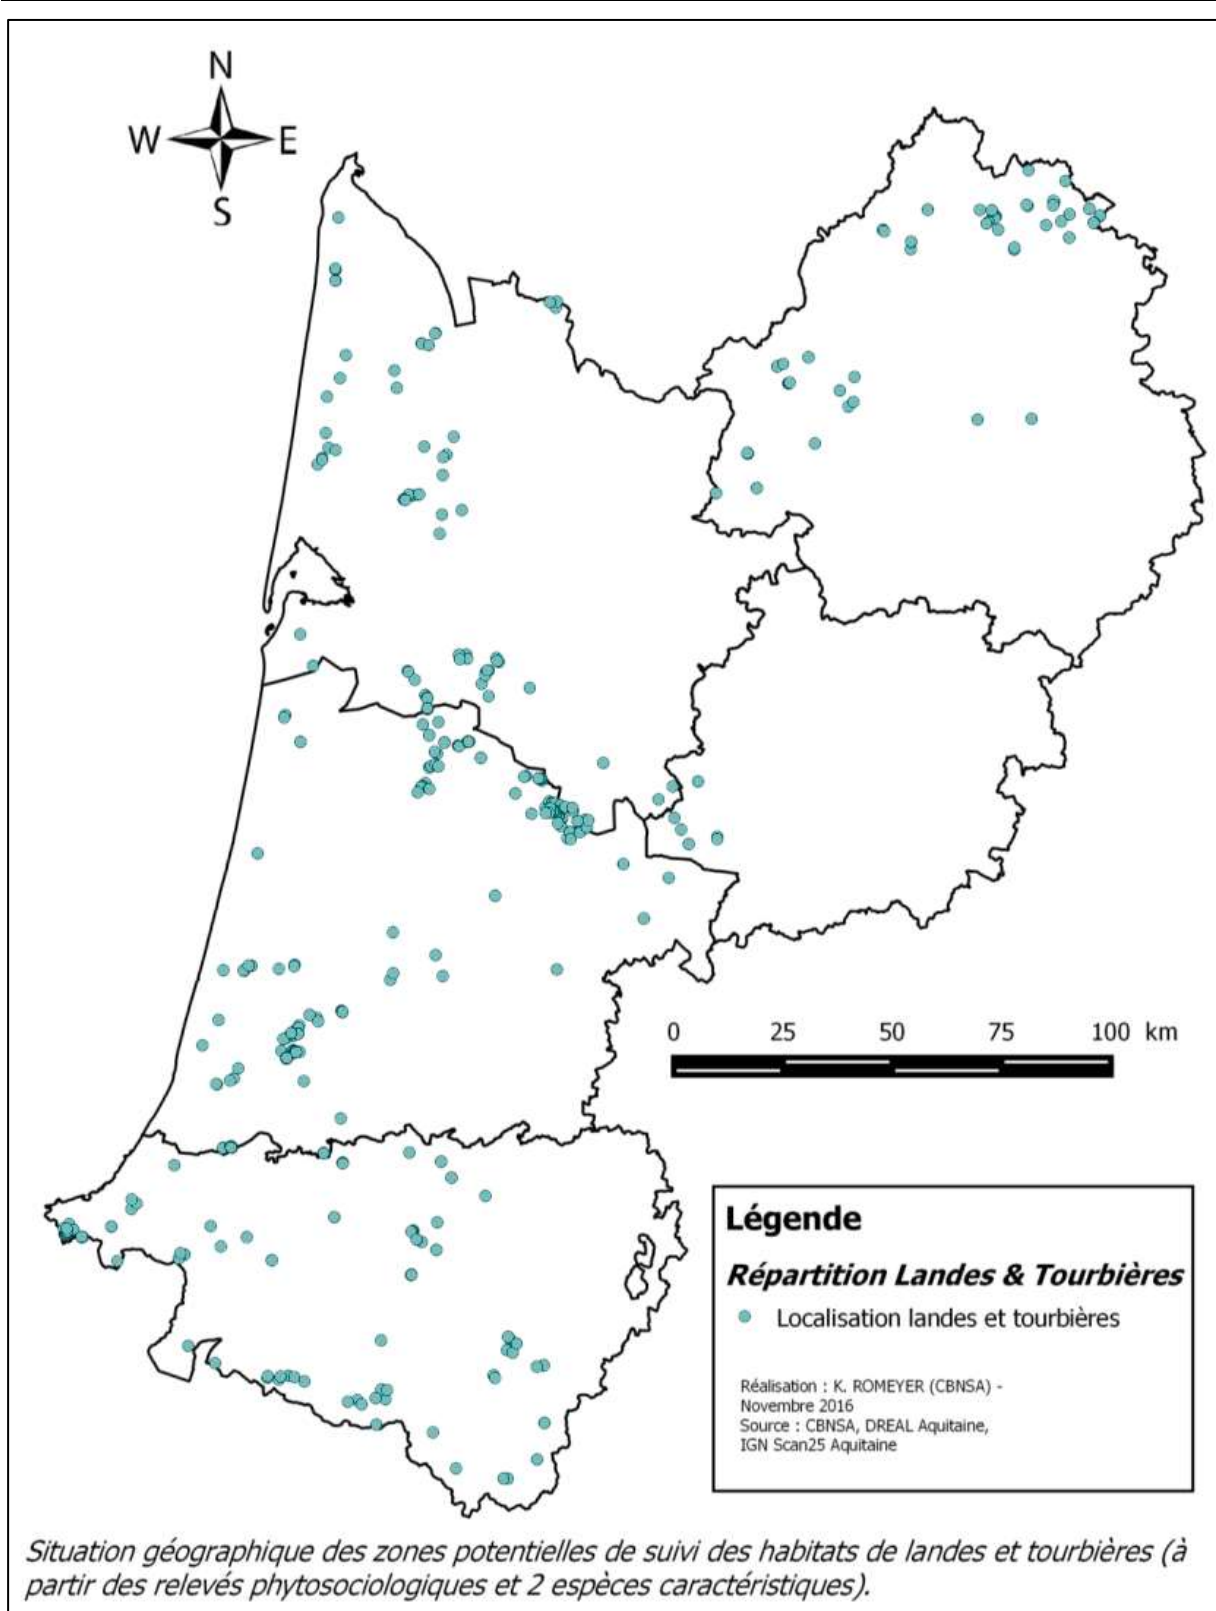 N
W E
S
0 25 50 75 100 km
Légende
Répartition Landes & Tourbières
Localisation landes et tourbières
Réalisation : K. ROMEYER (CBNSA) -
Novembre 2016
Source : CBNSA, DREAL Aquitaine,
IGN Scan25 Aquitaine
Situation géographique des zones potentielles de suivi des habitats de landes et tourbières (à
partir des relevés phytosociologiques et 2 espèces caractéristiques).